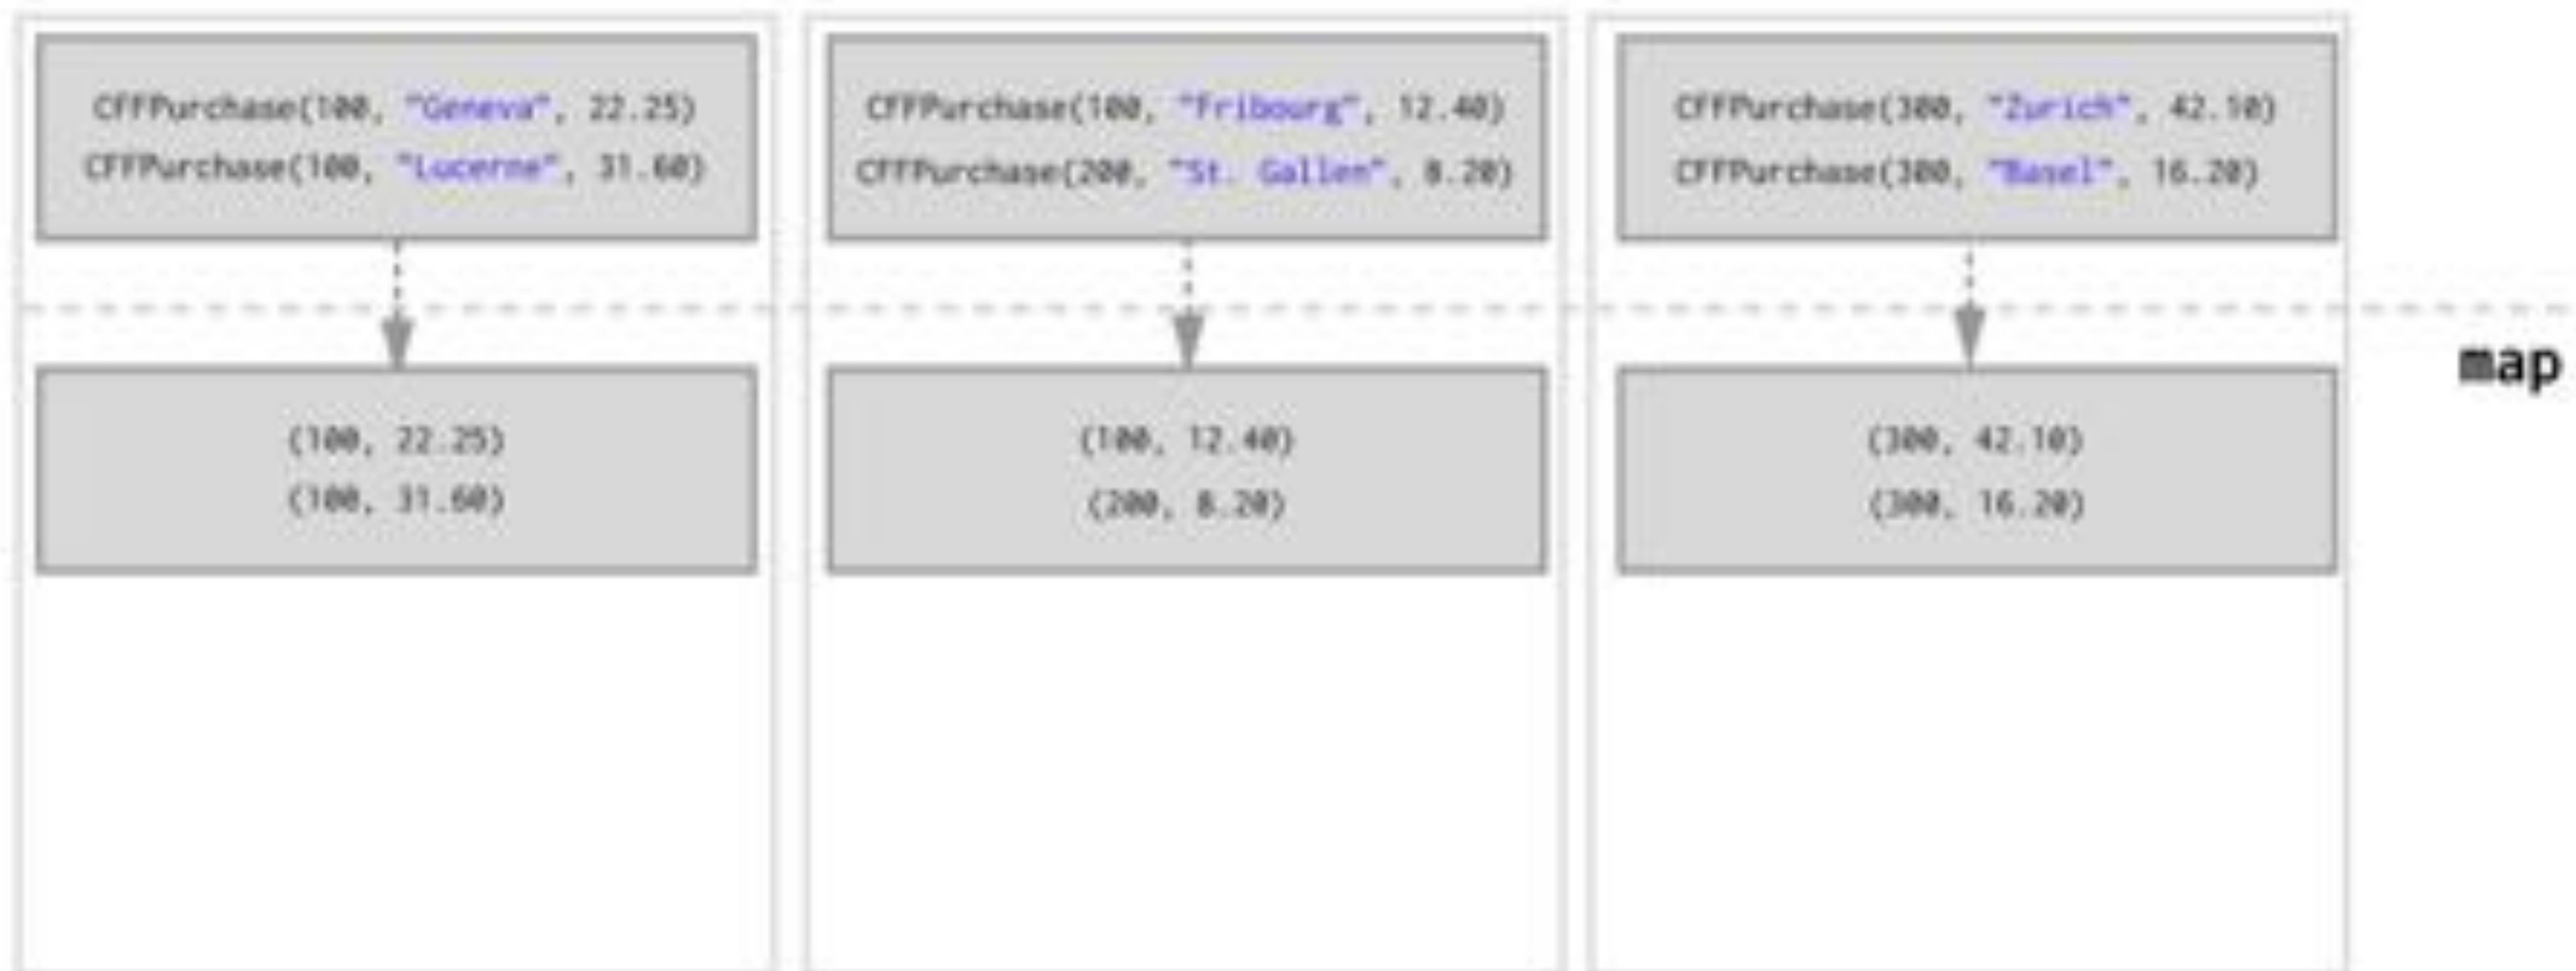 CFFPurchase(100, "Geneva", 22.25)
CFFPurchase(100, "Lucerne", 31.60)
CFFPurchase(100, "Fribourg", 12.40)
CFFPurchase(200, "St. Gallen", 8.20)
CFFPurchase(300, "Zurich", 42.10)
CFFPurchase(300, "Basel", 16.20)
map
(100, 22.25)
(100, 31.60)
(100, 12.40)
(200, 8.20)
(300, 42.10)
(300, 16.20)